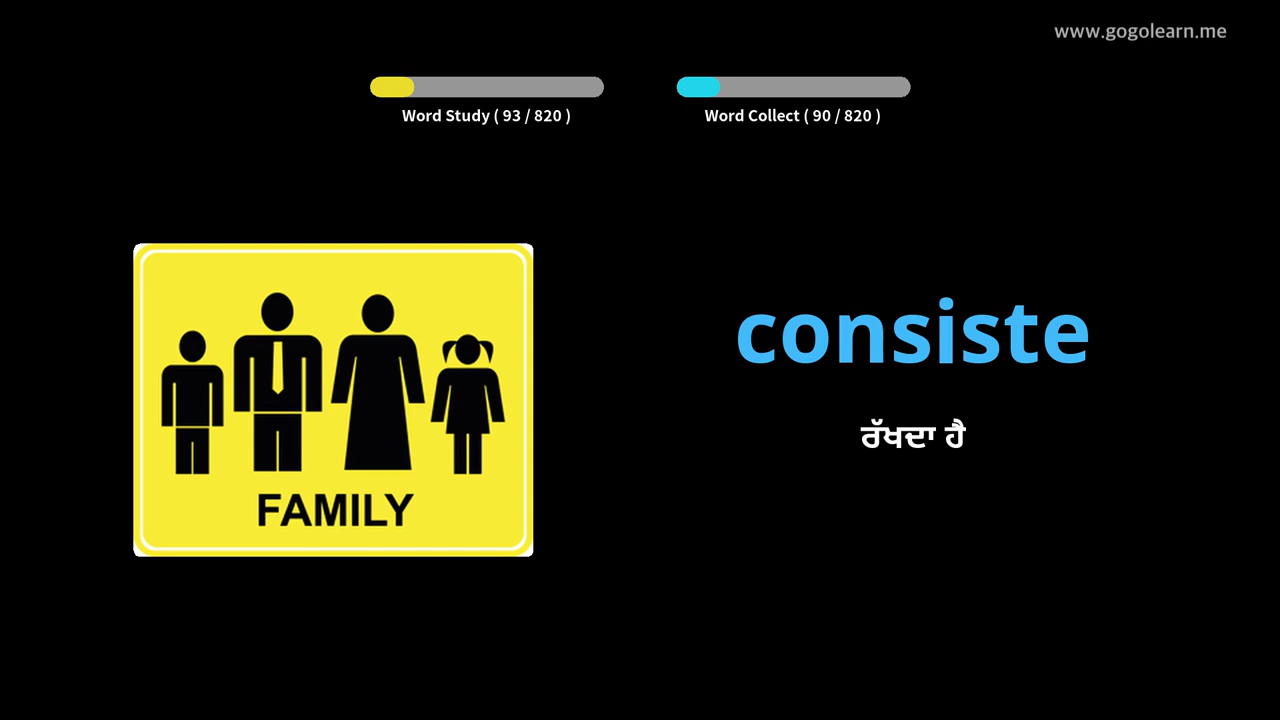 www.gogolearn.me
Word Study ( 93 / 820 )
Word Collect ( 90 / 820 )
FAMILY
consiste
ਰੱਖਦਾ ਹੈ